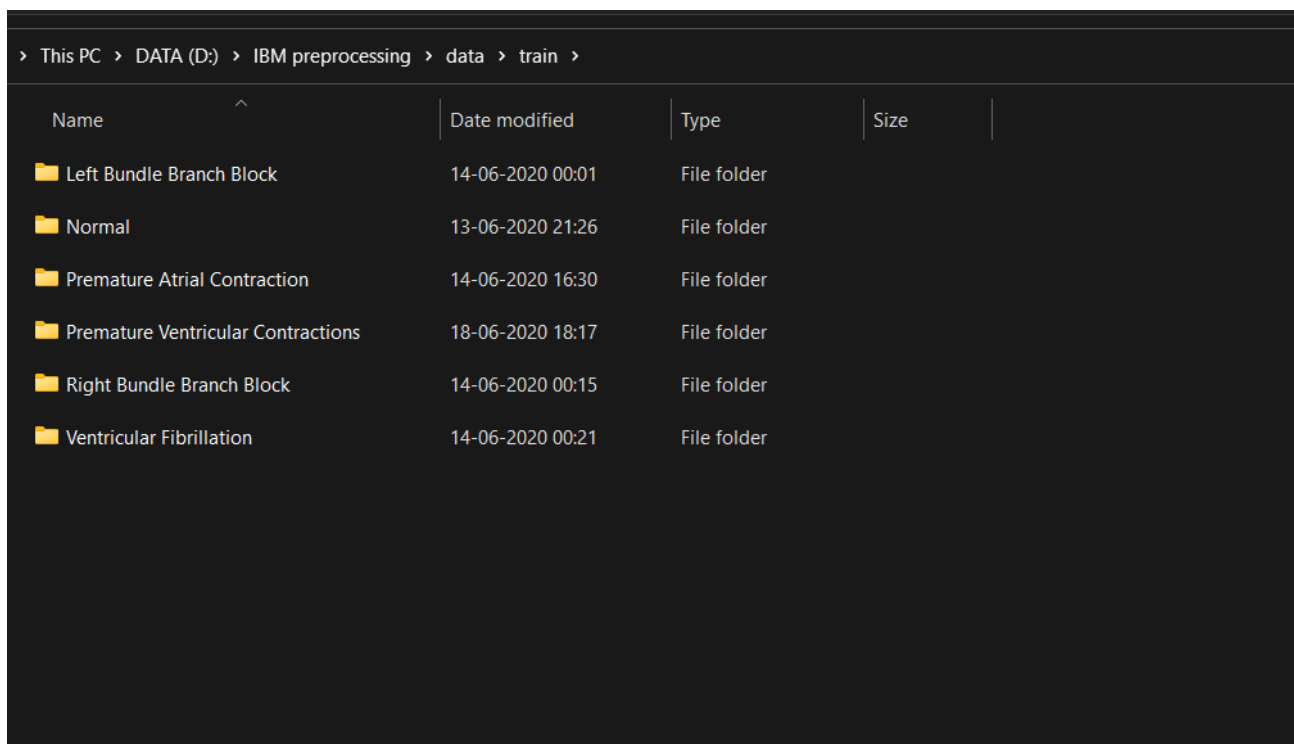 This PC > DATA (D:) > IBM preprocessing > data > train >
Name Date modified Type Size
Left Bundle Branch Block 14-06-2020 00:01 File folder
Normal 13-06-2020 21:26 File folder
Premature Atrial Contraction 14-06-2020 16:30 File folder
Premature Ventricular Contractions 18-06-2020 18:17 File folder
Right Bundle Branch Block 14-06-2020 00:15 File folder
Ventricular Fibrillation 14-06-2020 00:21 File folder